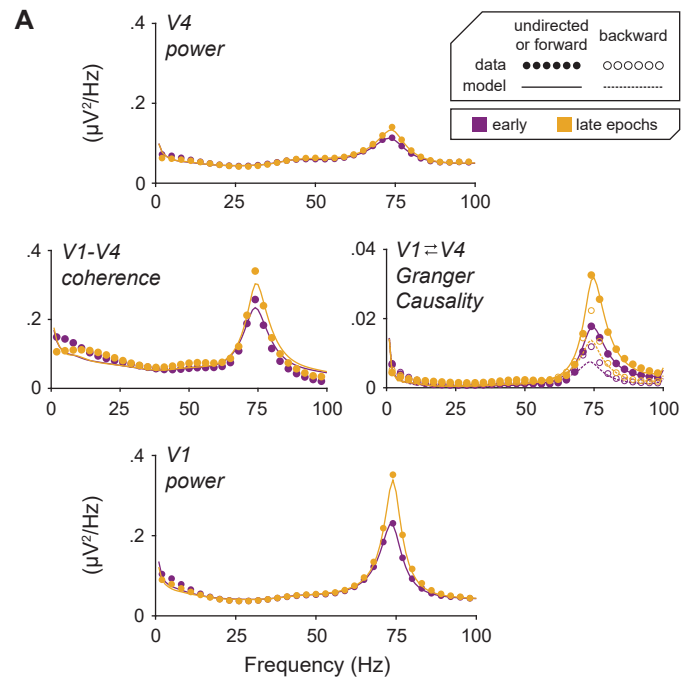 A
V4
power
undirected
or forward
backward
data
model
early
late epochs
(µV²/Hz)
.4
.2
0
0
25
50
75
100
V1-V4
coherence
.4
.2
0
0
25
50
75
100
V1⇄V4
Granger
Causality
.04
.02
0
0
25
50
75
100
V1
power
(µV²/Hz)
.4
.2
0
0
25
50
75
100
Frequency (Hz)